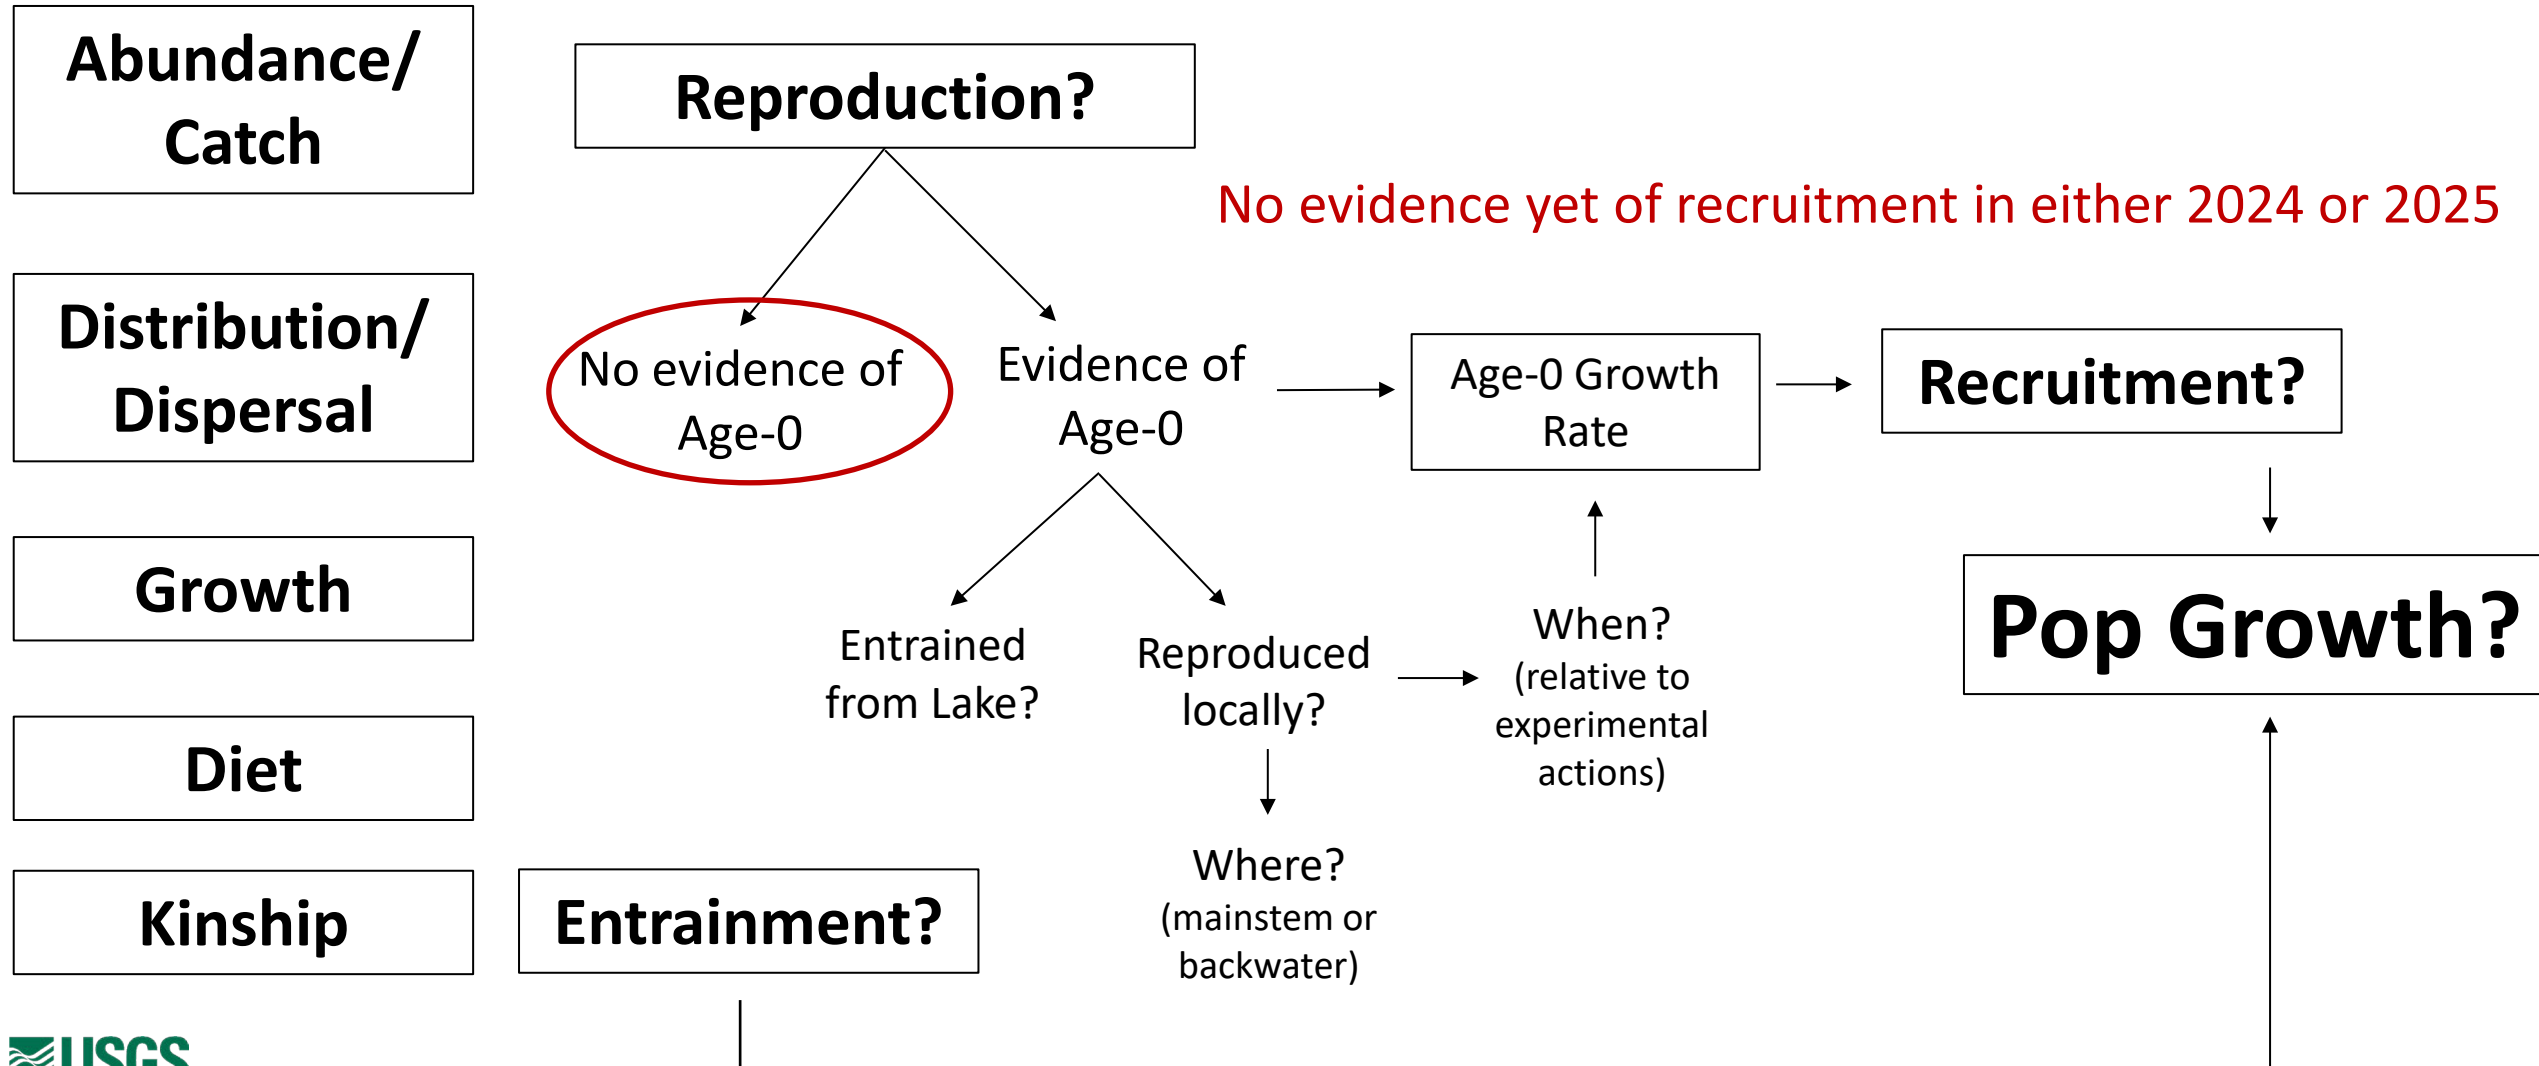 Abundance/
Catch
Reproduction?
No evidence yet of recruitment in either 2024 or 2025
Distribution/
Dispersal
No evidence of
Age-0
Evidence of
Age-0
Age-0 Growth
Rate
Recruitment?
Growth
Entrained
from Lake?
Reproduced
locally?
When?
(relative to
experimental
actions)
Pop Growth?
Diet
Where?
(mainstem or
backwater)
Kinship
Entrainment?
USGS